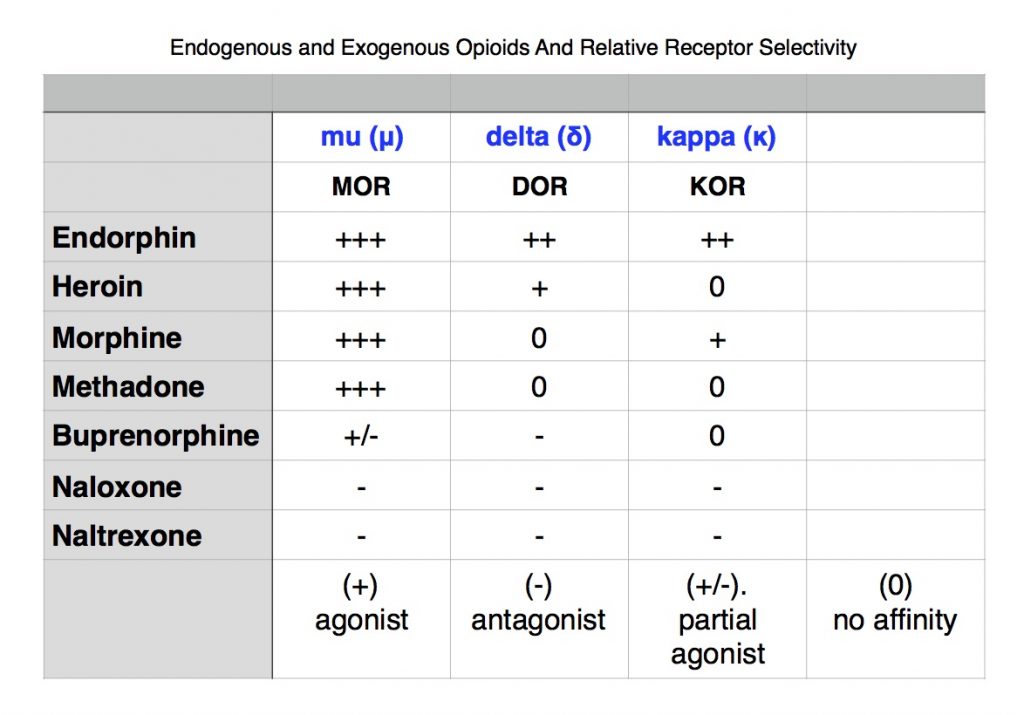 Endogenous and Exogenous Opioids And Relative Receptor Selectivity
mu (μ) delta (δ) kappa (κ)
MOR DOR KOR
Endorphin +++ ++ ++
Heroin +++ + 0
Morphine +++ 0 +
Methadone +++ 0 0
Buprenorphine +/- - 0
Naloxone - - -
Naltrexone - - -
(+) (-) (+/-). (0)
agonist antagonist partial no affinity
agonist